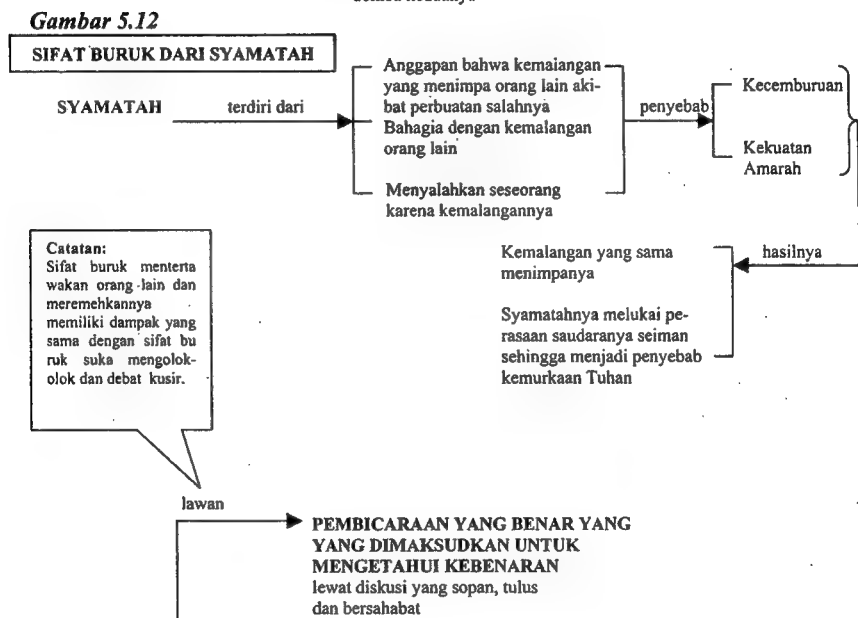 Gambar 5.12
SIFAT BURUK DARI SYAMATAH
SYAMATAH
terdiri dari
Anggapan bahwa kemalangan
yang menimpa orang lain aki-
bat perbuatan salahnya
Bahagia dengan kemalangan
orang lain
Menyalahkan seseorang
karena kemalangannya
penyebab
Kecemburuan
Kekuatan
Amarah
hasilnya
Kemalangan yang sama
menimpanya
Syamatahnya melukai pe-
rasaan saudaranya seiman
sehingga menjadi penyebab
kemurkaan Tuhan
Catatan:
Sifat buruk menterta
wakan orang lain dan
meremehkannya
memiliki dampak yang
sama dengan sifat bu
ruk suka mengolok-
olok dan debat kusir.
lawan
PEMBICARAAN YANG BENAR YANG
YANG DIMAKSUDKAN UNTUK
MENGETAHUI KEBENARAN
lewat diskusi yang sopan, tulus
dan bersahabat